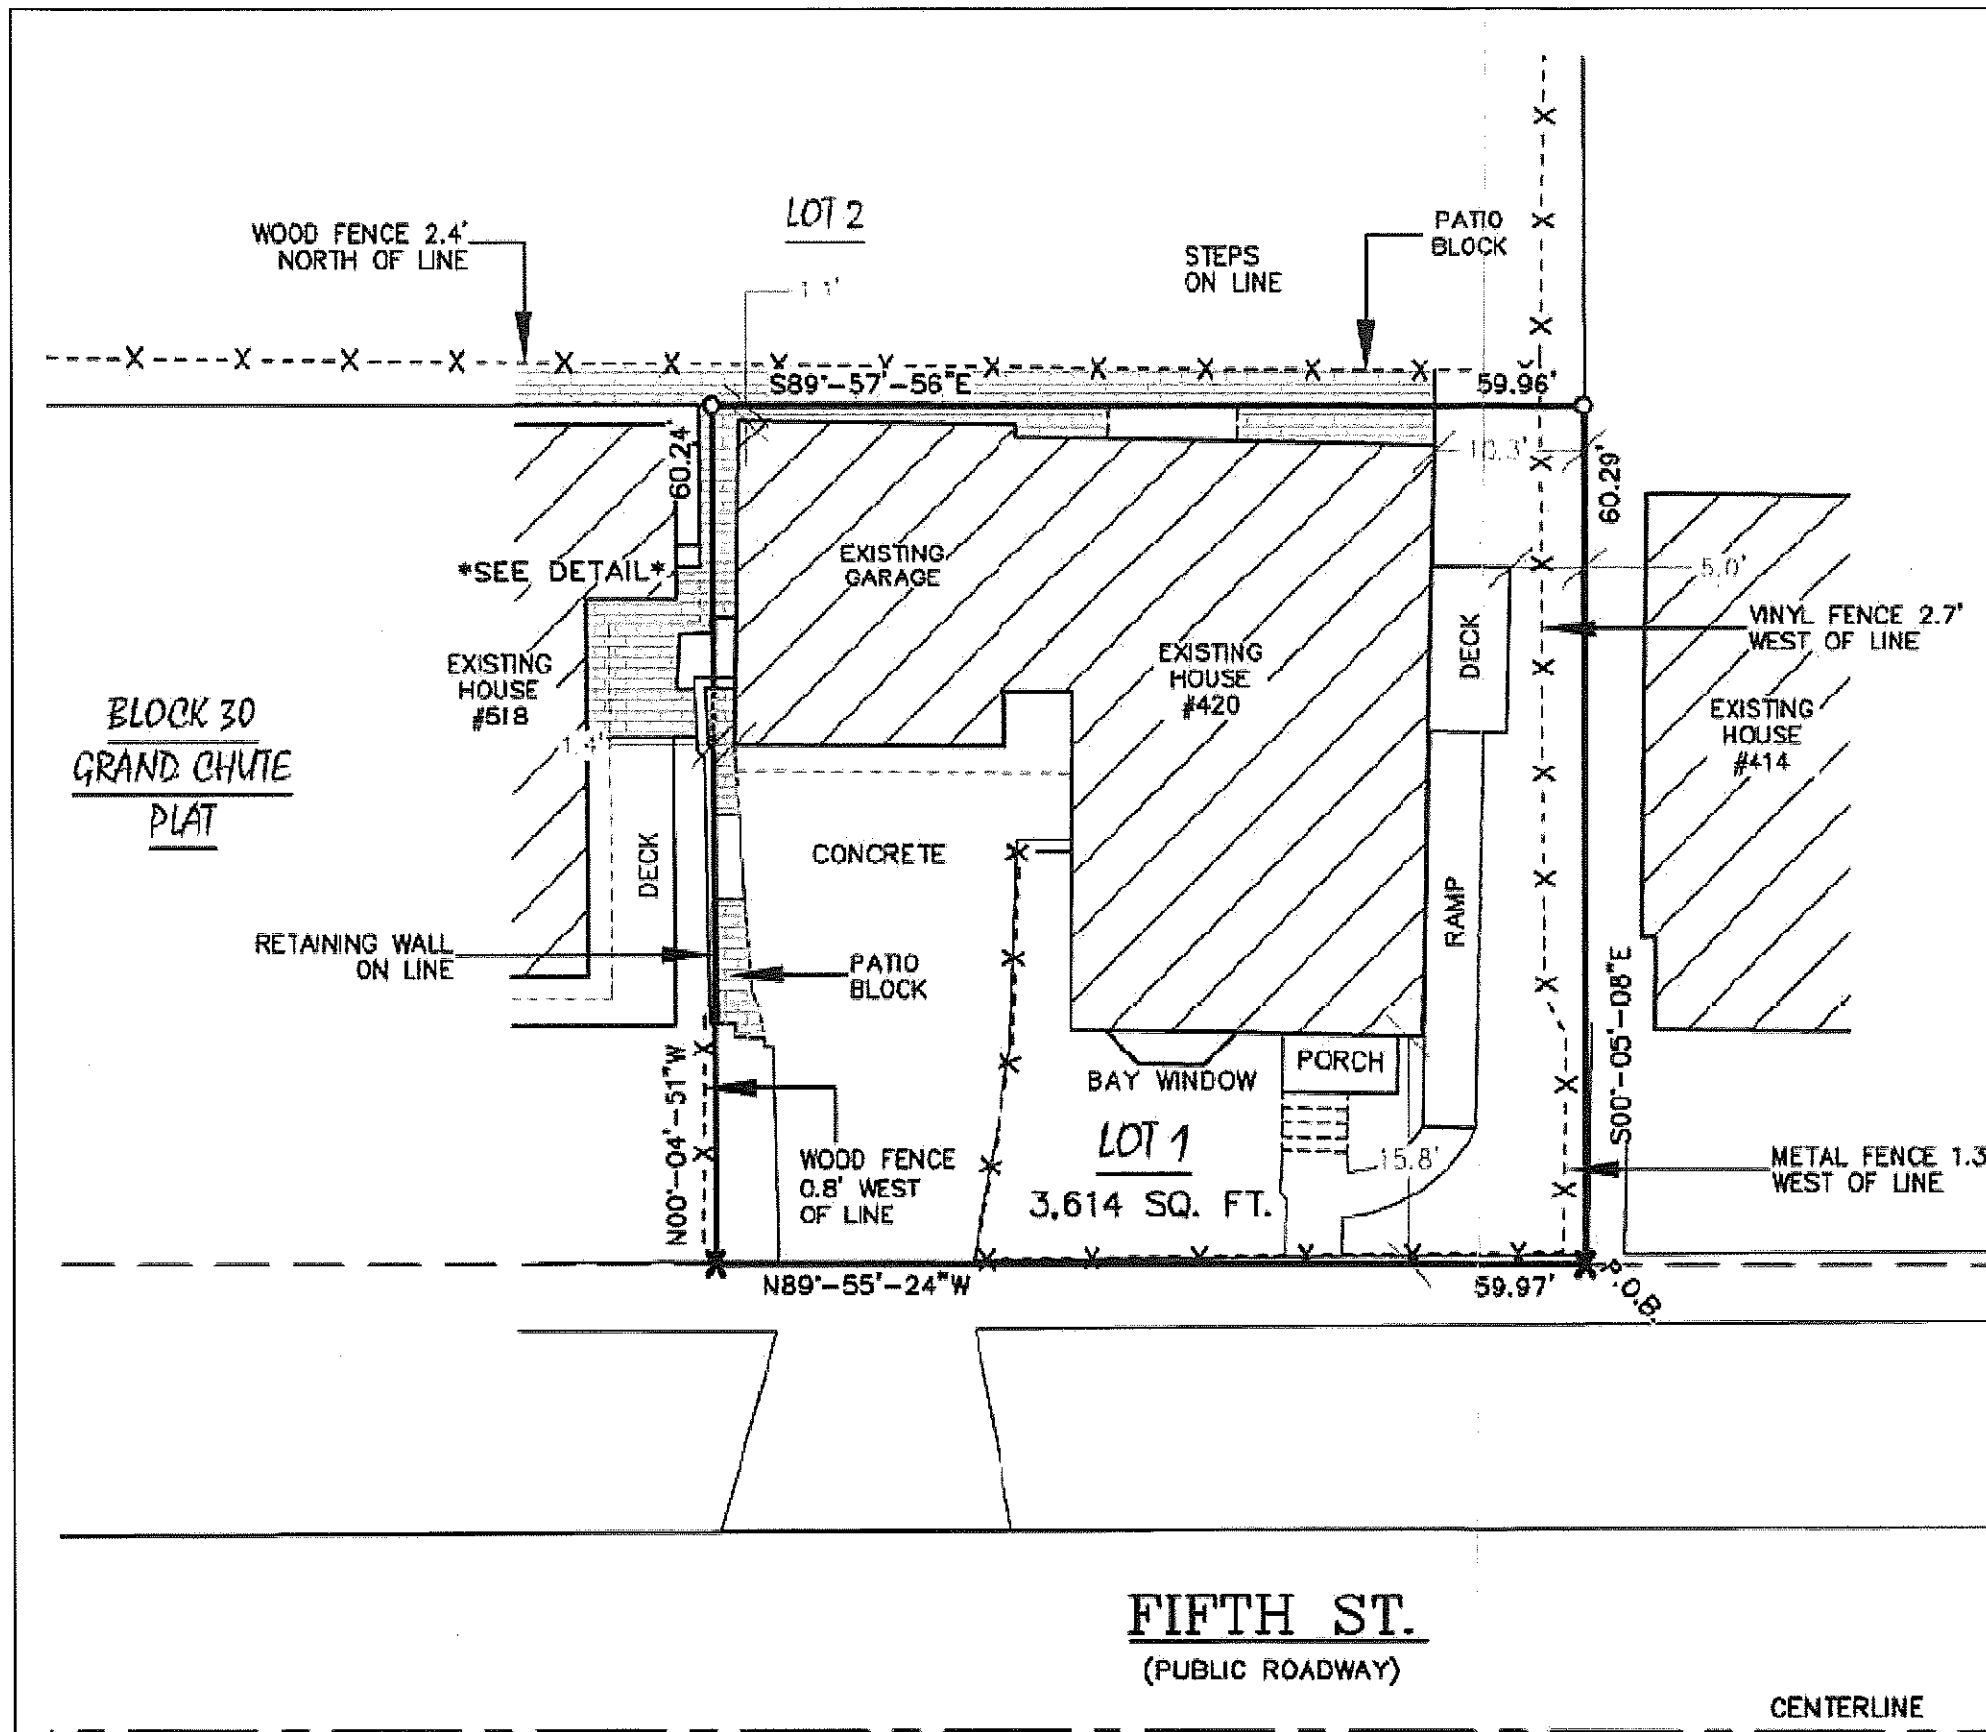 LOT 2
WOOD FENCE 2.4'
NORTH OF LINE
PATIO
BLOCK
STEPS
ON LINE
1.1'
S89°-57'-56"E
59.96'
60.24'
10.3'
60.29'
EXISTING
GARAGE
*SEE DETAIL*
5.0'
VINYL FENCE 2.7'
WEST OF LINE
DECK
EXISTING
HOUSE
#518
EXISTING
HOUSE
#420
EXISTING
HOUSE
#414
BLOCK 30
GRAND CHUTE
PLAT
1.4'
DECK
CONCRETE
RAMP
RETAINING WALL
ON LINE
PATIO
BLOCK
S00°-05'-08"E
N00°-04'-51"W
BAY WINDOW
PORCH
LOT 1
3,614 SQ. FT.
15.8'
WOOD FENCE
0.8' WEST
OF LINE
METAL FENCE 1.3
WEST OF LINE
N89°-55'-24"W
59.97'
P.O.B.
FIFTH ST.
(PUBLIC ROADWAY)
CENTERLINE